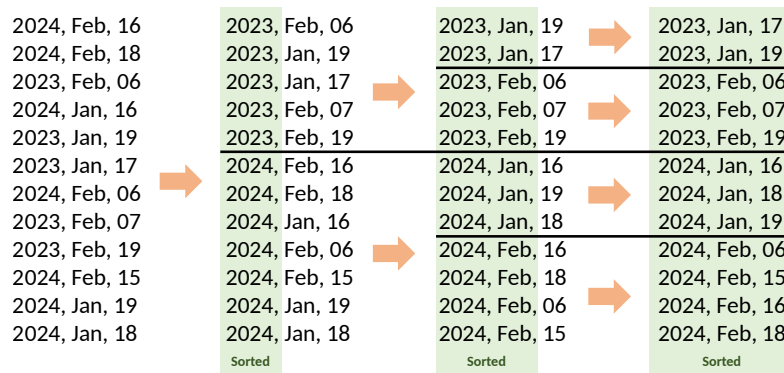 2024, Feb, 16
2024, Feb, 18
2023, Feb, 06
2024, Jan, 16
2023, Jan, 19
2023, Jan, 17
2024, Feb, 06
2023, Feb, 07
2023, Feb, 19
2024, Feb, 15
2024, Jan, 19
2024, Jan, 18
2023, Feb, 06
2023, Jan, 19
2023, Jan, 17
2023, Feb, 07
2023, Feb, 19
2024, Feb, 16
2024, Feb, 18
2024, Jan, 16
2024, Feb, 06
2024, Feb, 15
2024, Jan, 19
2024, Jan, 18
Sorted
2023, Jan, 19
2023, Jan, 17
2023, Feb, 06
2023, Feb, 07
2023, Feb, 19
2024, Jan, 16
2024, Jan, 19
2024, Jan, 18
2024, Feb, 16
2024, Feb, 18
2024, Feb, 06
2024, Feb, 15
Sorted
2023, Jan, 17
2023, Jan, 19
2023, Feb, 06
2023, Feb, 07
2023, Feb, 19
2024, Jan, 16
2024, Jan, 18
2024, Jan, 19
2024, Feb, 06
2024, Feb, 15
2024, Feb, 16
2024, Feb, 18
Sorted